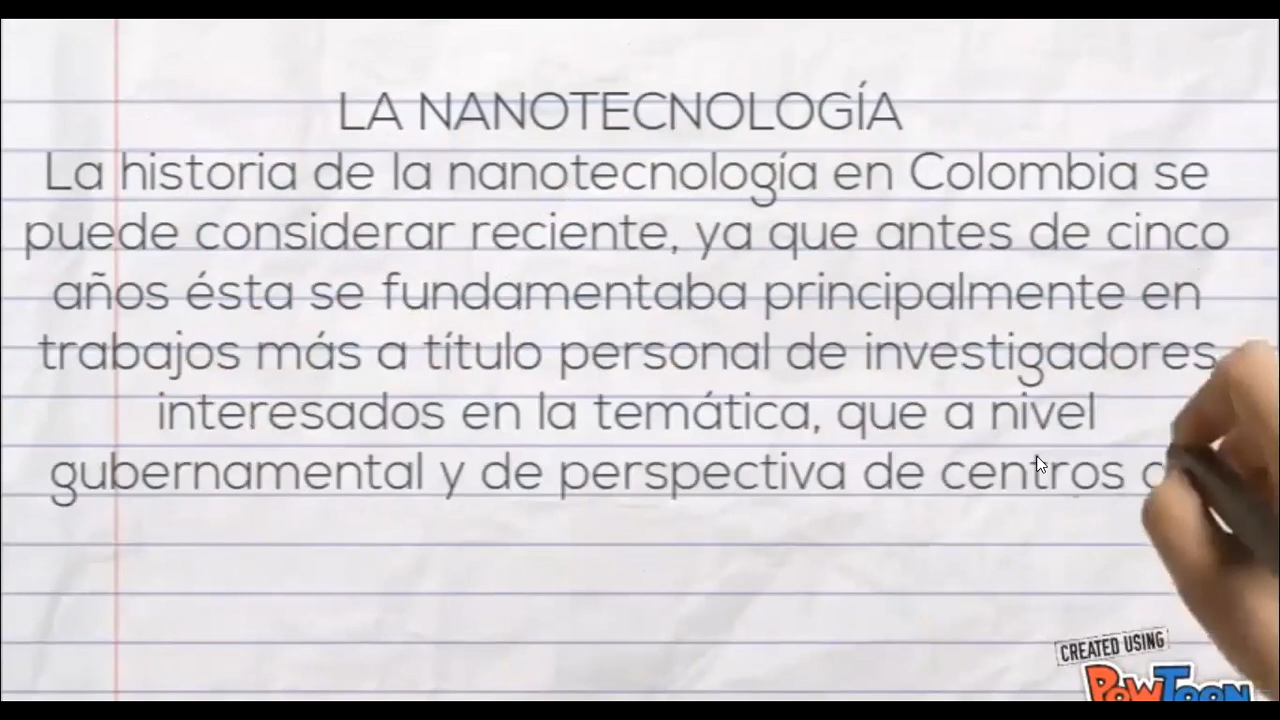 LA NANOTECNOLOGÍA
La historia de la nanotecnología en Colombia se
puede considerar reciente, ya que antes de cinco
años ésta se fundamentaba principalmente en
trabajos más a título personal de investigadores
interesados en la temática, que a nivel
gubernamental y de perspectiva de centros
CREATED USING
POWTOON